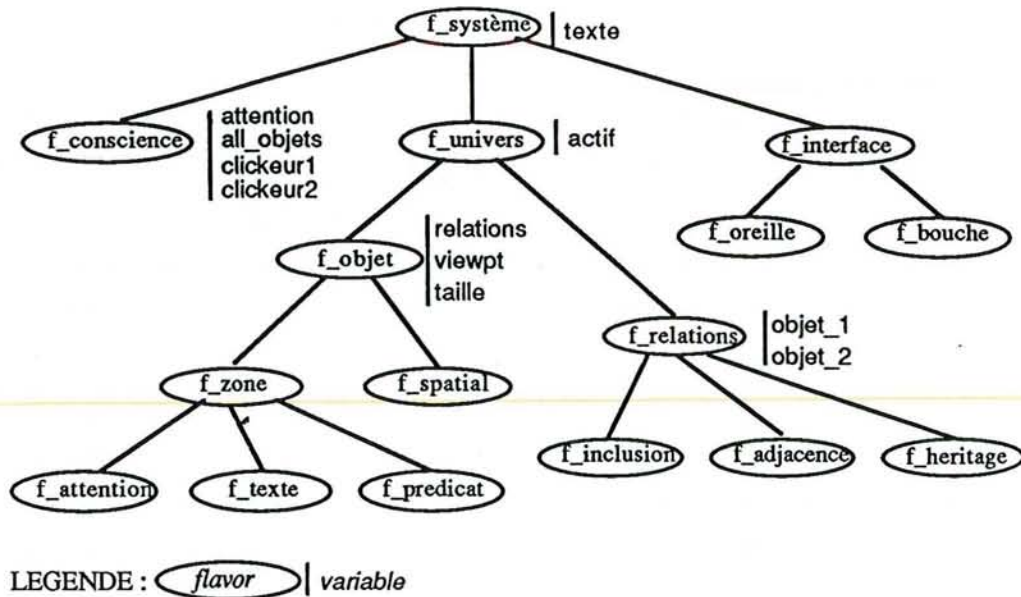 f_système
texte
f_conscience
attention
all_objets
clickeur1
clickeur2
f_univers
actif
f_interface
f_oreille
f_bouche
f_objet
relations
viewpt
taille
f_relations
objet_1
objet_2
f_zone
f_spatial
f_inclusion
f_adjacence
f_heritage
f_attention
f_texte
f_predicat
LEGENDE : flavor variable